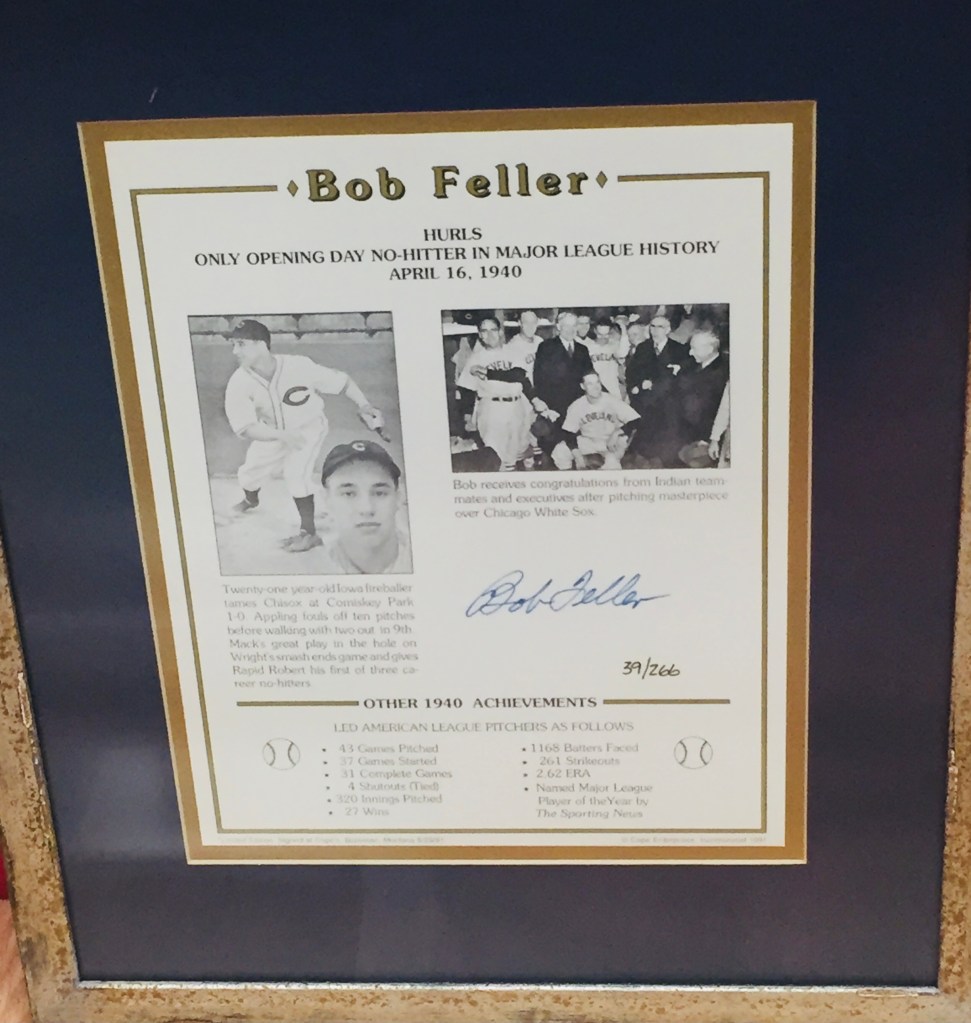 Bob Feller
HURLS
ONLY OPENING DAY NO-HITTER IN MAJOR LEAGUE HISTORY
APRIL 16, 1940
Bob receives congratulations from Indian team-
mates and executives after pitching masterpiece
over Chicago White Sox.
Twenty-one year-old Iowa fireballer
tames Chisox at Comiskey Park
1-0. Appling fouls off ten pitches
before walking with two out in 9th.
Mack's great play in the hole on
Wright's smash ends game and gives
Rapid Robert his first of three ca-
reer no-hitters.
Bob Feller
39/266
OTHER 1940 ACHIEVEMENTS
LED AMERICAN LEAGUE PITCHERS AS FOLLOWS
• 43 Games Pitched
• 37 Games Started
• 31 Complete Games
• 4 Shutouts (Tied)
• 320 Innings Pitched
• 27 Wins
• 1168 Batters Faced
• 261 Strikeouts
• 2.62 ERA
• Named Major League
Player of the Year by
The Sporting News